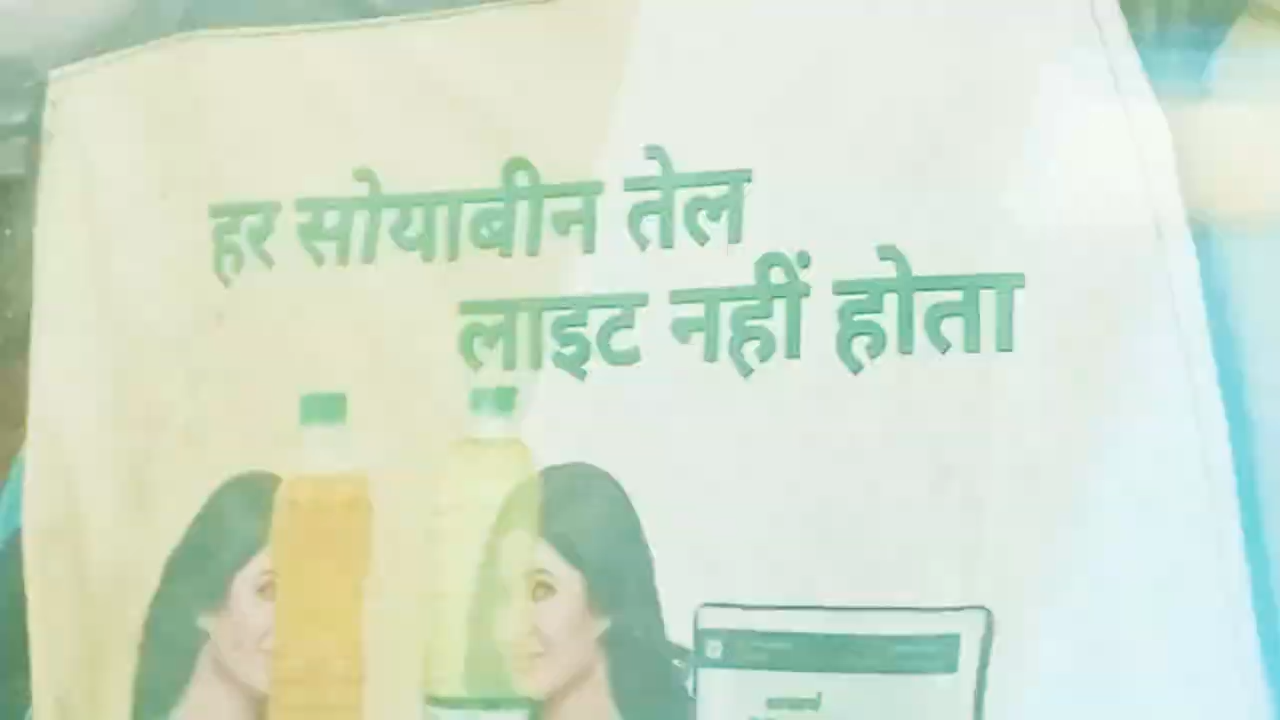 हर सोयाबीन तेल
लाइट नहीं होता